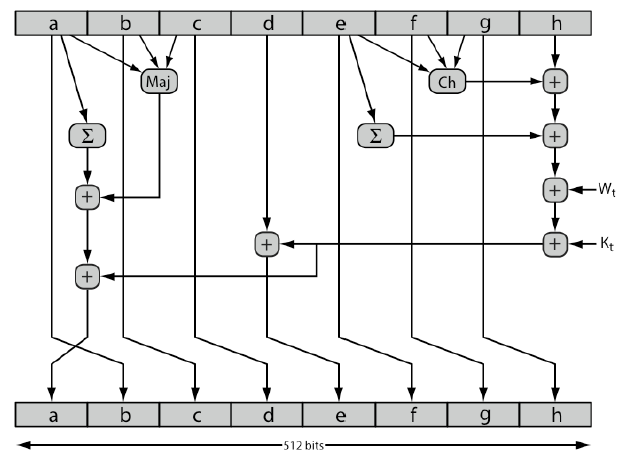 a b c d e f g h
Maj Ch +
Σ Σ +
+ + Wₜ
+ + Kₜ
+
a b c d e f g h
512 bits